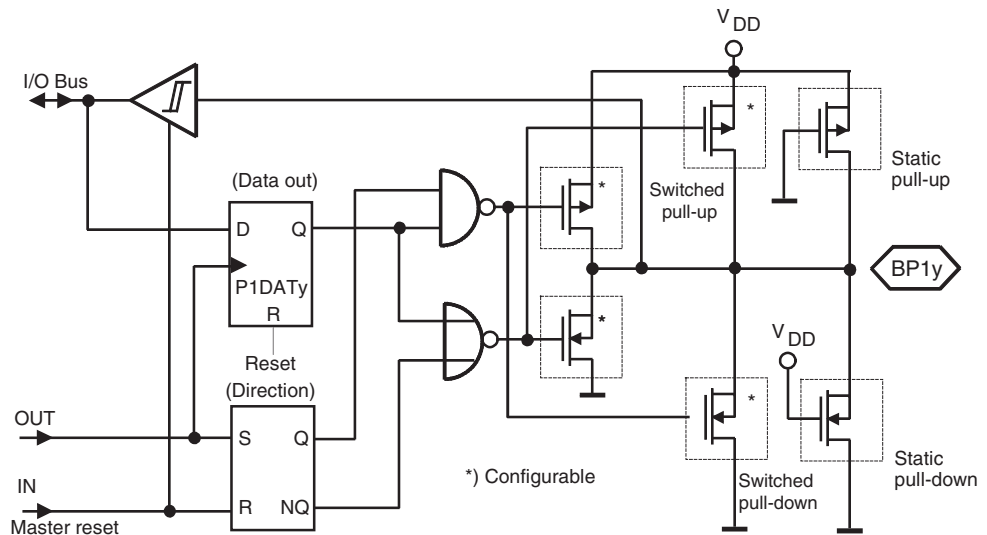 V DD
I/O Bus
*
*
Static
pull-up
Switched
pull-up
(Data out)
D Q
P1DATy
R
Reset
BP1y
*
V DD
(Direction)
OUT
S Q
*
*) Configurable
Static
pull-down
Switched
pull-down
IN
R NQ
Master reset